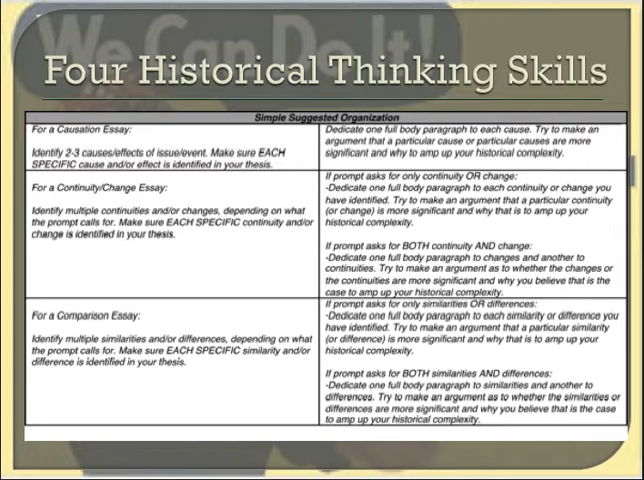 We Can Do It!
Four Historical Thinking Skills
Simple Suggested Organization
For a Causation Essay:
Identify 2-3 causes/effects of issue/event. Make sure EACH
SPECIFIC cause and/or effect is identified in your thesis.
Dedicate one full body paragraph to each cause. Try to make an
argument that a particular cause or particular causes are more
significant and why to amp up your historical complexity.
For a Continuity/Change Essay:
Identify multiple continuities and/or changes, depending on what
the prompt calls for. Make sure EACH SPECIFIC continuity and/or
change is identified in your thesis.
If prompt asks for only continuity OR change:
-Dedicate one full body paragraph to each continuity or change you
have identified. Try to make an argument that a particular continuity
(or change) is more significant and why that is to amp up your
historical complexity.
If prompt asks for BOTH continuity AND change:
-Dedicate one full body paragraph to changes and another to
continuities. Try to make an argument as to whether the changes or
the continuities are more significant and why you believe that is the
case to amp up your historical complexity.
For a Comparison Essay:
Identify multiple similarities and/or differences, depending on what
the prompt calls for. Make sure EACH SPECIFIC similarity and/or
difference is identified in your thesis.
If prompt asks for only similarities OR differences:
-Dedicate one full body paragraph to each similarity or difference you
have identified. Try to make an argument that a particular similarity
(or difference) is more significant and why that is to amp up your
historical complexity.
If prompt asks for BOTH similarities AND differences:
-Dedicate one full body paragraph to similarities and another to
differences. Try to make an argument as to whether the similarities or
differences are more significant and why you believe that is the case
to amp up your historical complexity.